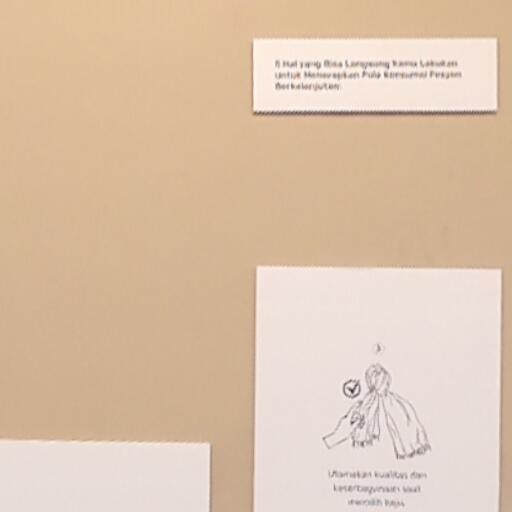 5 Hal yang Bisa Langsung Kamu Lakukan
untuk Menerapkan Pola Konsumsi Fesyen
Berkelanjutan:
3
Utamakan kualitas dan
keserbagunaan saat
memilih baju.